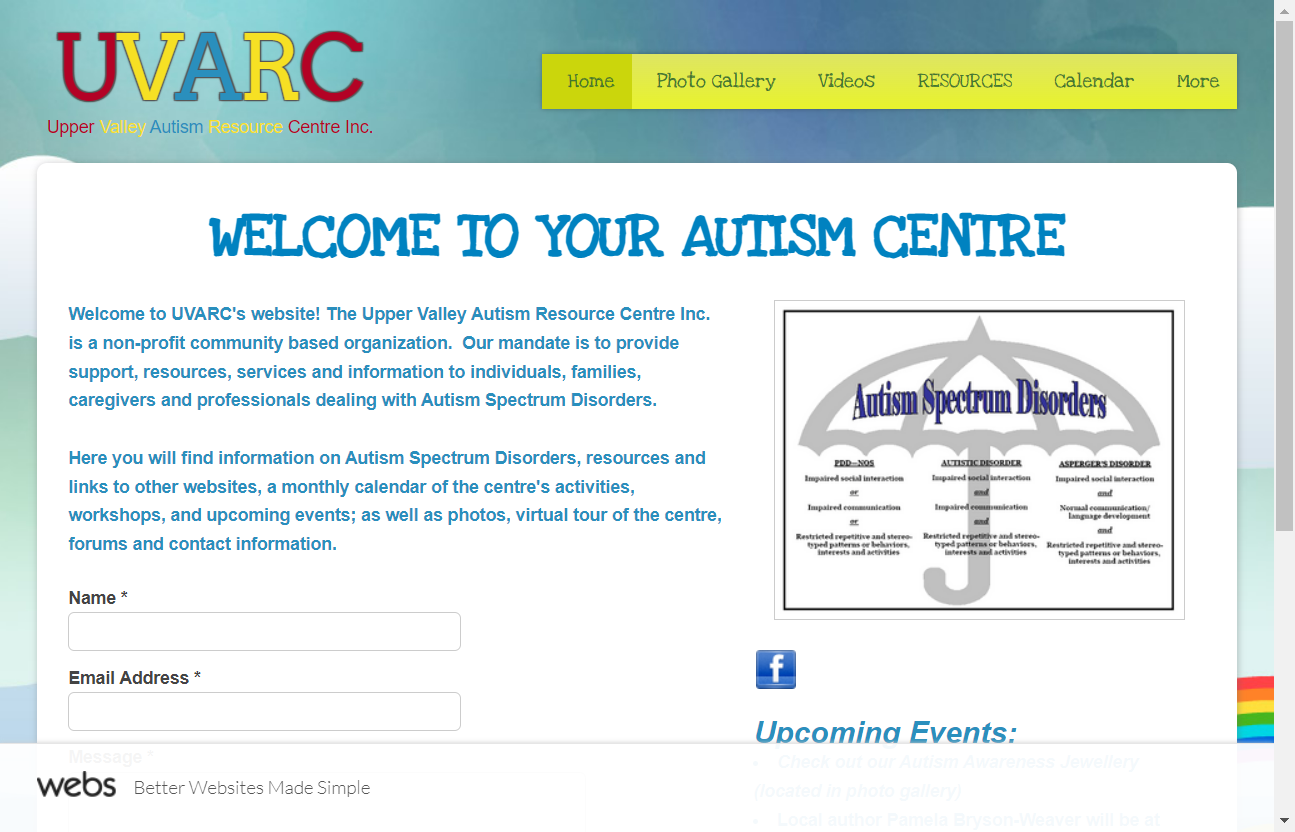 UVARC
Upper Valley Autism Resource Centre Inc.
Home Photo Gallery Videos RESOURCES Calendar More
WELCOME TO YOUR AUTISM CENTRE
Welcome to UVARC's website! The Upper Valley Autism Resource Centre Inc.
is a non-profit community based organization. Our mandate is to provide
support, resources, services and information to individuals, families,
caregivers and professionals dealing with Autism Spectrum Disorders.
Here you will find information on Autism Spectrum Disorders, resources and
links to other websites, a monthly calendar of the centre's activities,
workshops, and upcoming events; as well as photos, virtual tour of the centre,
forums and contact information.
Name *
Email Address *
Message *
Autism Spectrum Disorders
PDD—NOS
Impaired social interaction
or
Impaired communication
or
Restricted repetitive and stereo-
typed patterns or behaviors,
interests and activities
AUTISTIC DISORDER
Impaired social interaction
and
Impaired communication
and
Restricted repetitive and stereo-
typed patterns or behaviors,
interests and activities
ASPERGER'S DISORDER
Impaired social interaction
and
Normal communication/
language development
and
Restricted repetitive and stereo-
typed patterns or behaviors,
interests and activities
f
Upcoming Events:
• Check out our Autism Awareness Jewellery
(located in photo gallery)
• Local author Pamela Bryson-Weaver will be at
webs Better Websites Made Simple